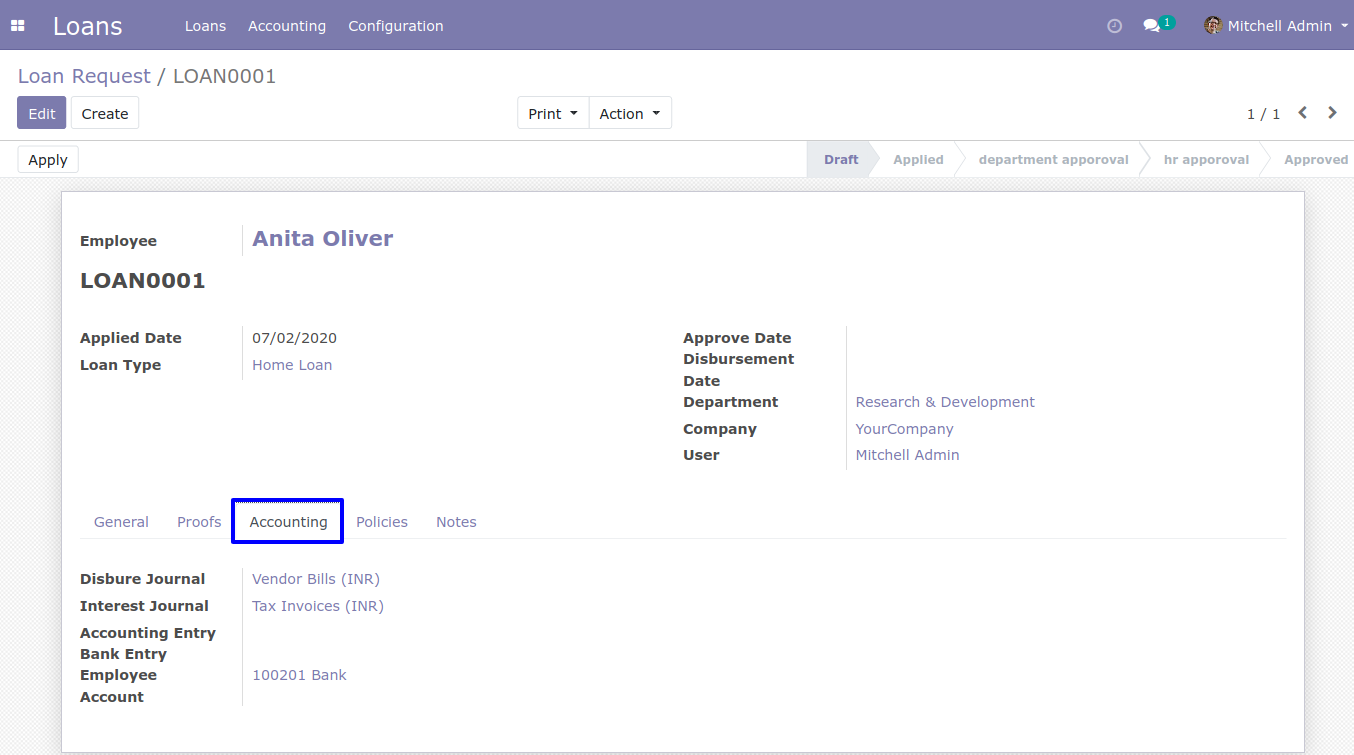 Loans Loans Accounting Configuration 1 Mitchell Admin
Loan Request / LOAN0001
Edit Create Print Action 1 / 1
Apply Draft Applied department apporoval hr apporoval Approved
Employee Anita Oliver
LOAN0001
Applied Date 07/02/2020 Approve Date
Loan Type Home Loan Disbursement
Date
Department Research & Development
Company YourCompany
User Mitchell Admin
General Proofs Accounting Policies Notes
Disbure Journal Vendor Bills (INR)
Interest Journal Tax Invoices (INR)
Accounting Entry
Bank Entry
Employee 100201 Bank
Account